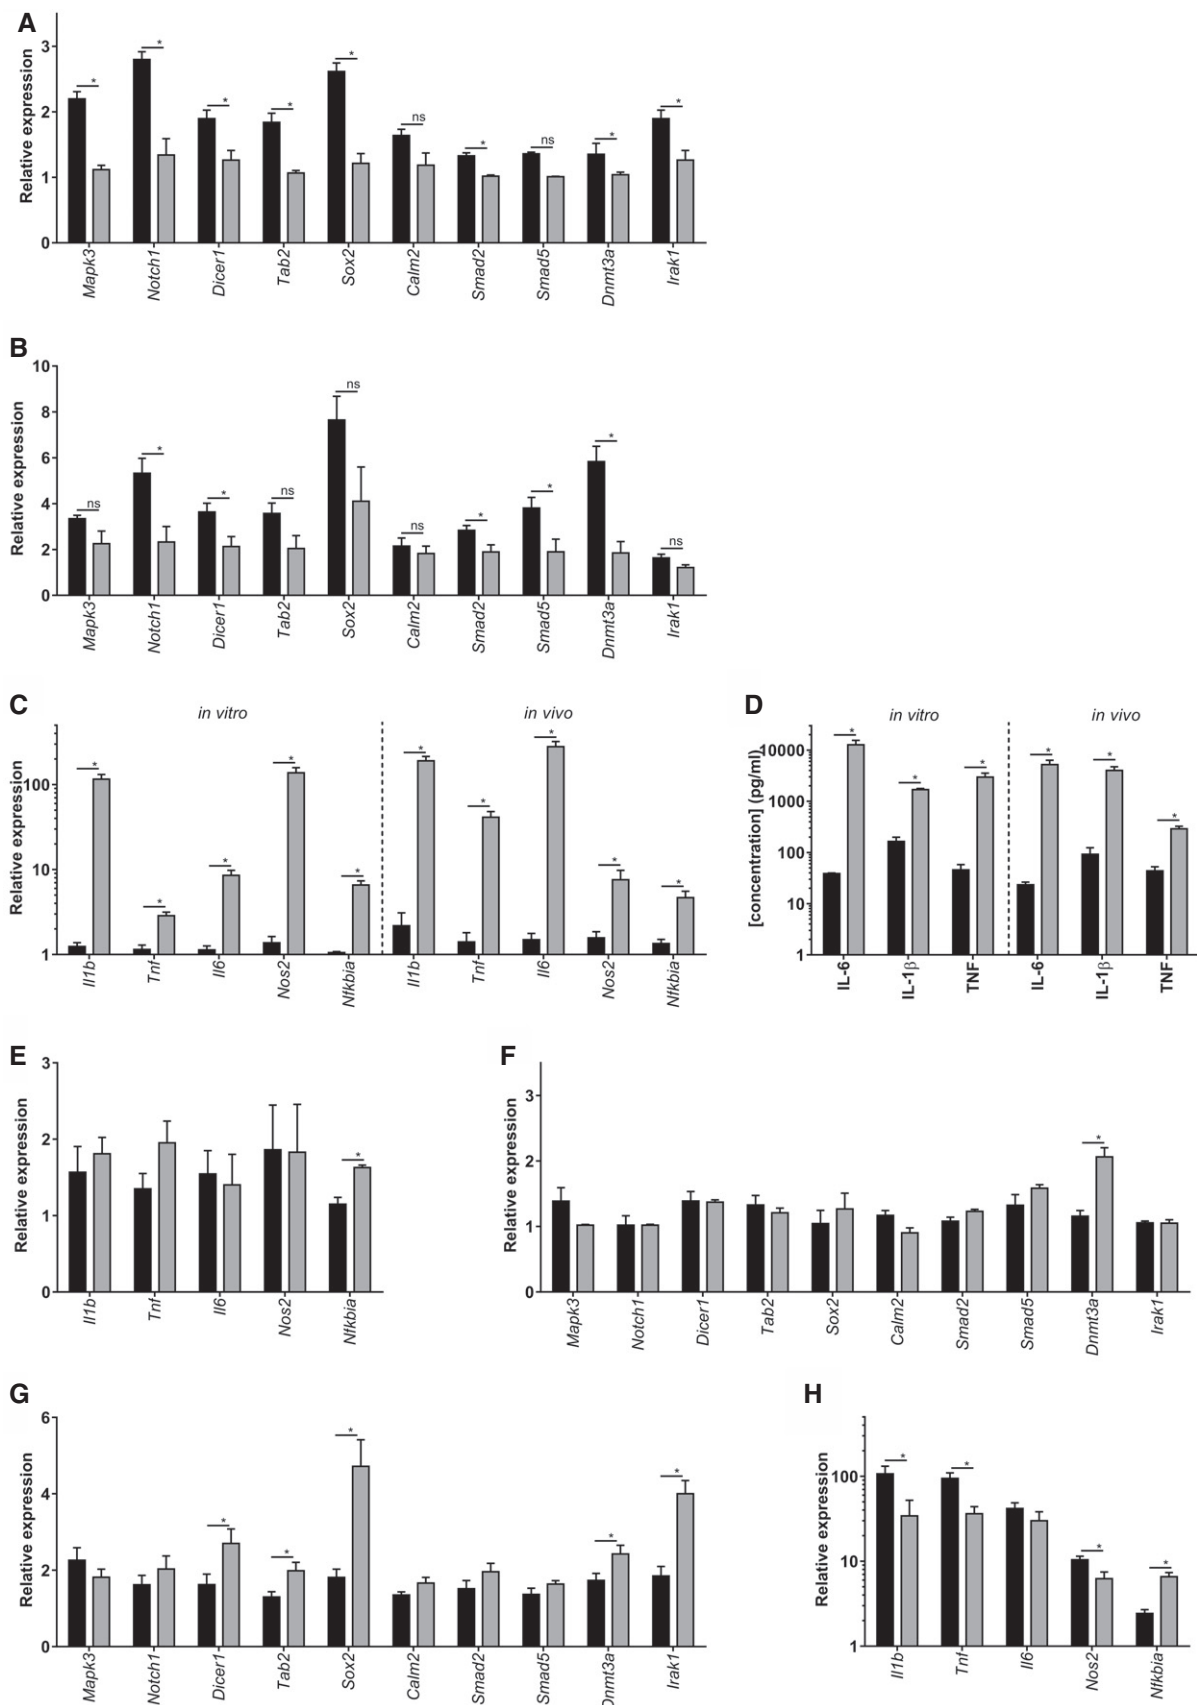 A
Relative expression
3
2
1
0
* * * * * ns * ns * *
Mapk3 Notch1 Dicer1 Tab2 Sox2 Calm2 Smad2 Smad5 Dnmt3a Irak1
B
Relative expression
10
8
6
4
2
0
ns * * ns ns ns * * * ns
Mapk3 Notch1 Dicer1 Tab2 Sox2 Calm2 Smad2 Smad5 Dnmt3a Irak1
C
in vitro in vivo
Relative expression
100
10
1
* * * * * * * * * *
Il1b Tnf Il6 Nos2 Nfkbia Il1b Tnf Il6 Nos2 Nfkbia
D
in vitro in vivo
[concentration] (pg/ml)
10000
1000
100
10
1
* * * * * *
IL-6 IL-1β TNF IL-6 IL-1β TNF
E
Relative expression
3
2
1
0
*
Il1b Tnf Il6 Nos2 Nfkbia
F
Relative expression
3
2
1
0
*
Mapk3 Notch1 Dicer1 Tab2 Sox2 Calm2 Smad2 Smad5 Dnmt3a Irak1
G
Relative expression
6
4
2
0
* * * * *
Mapk3 Notch1 Dicer1 Tab2 Sox2 Calm2 Smad2 Smad5 Dnmt3a Irak1
H
Relative expression
100
10
1
* * * *
Il1b Tnf Il6 Nos2 Nfkbia